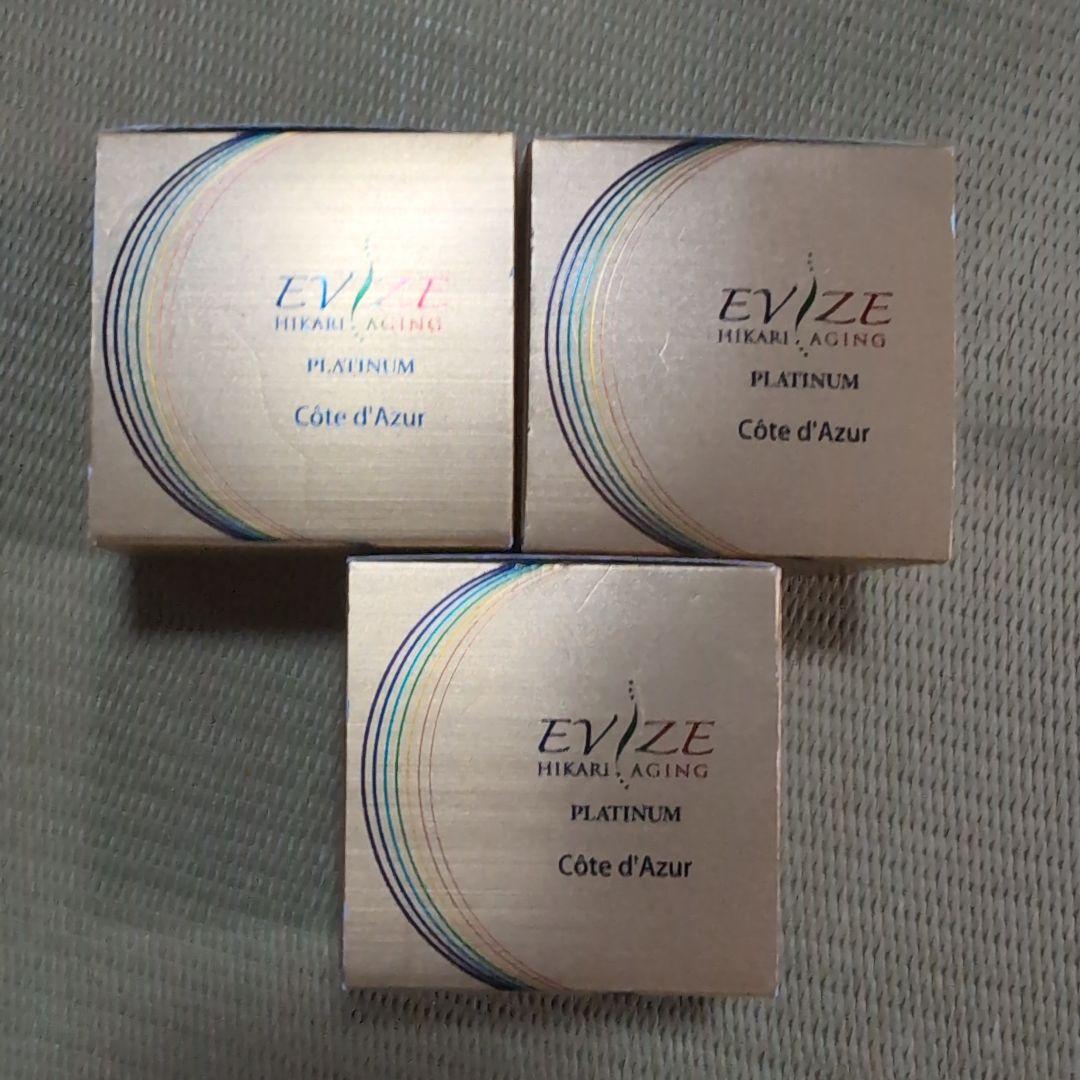 EVIZE
HIKARI AGING
PLATINUM
Côte d'Azur
EVIZE
HIKARI AGING
PLATINUM
Côte d'Azur
EVIZE
HIKARI AGING
PLATINUM
Côte d'Azur